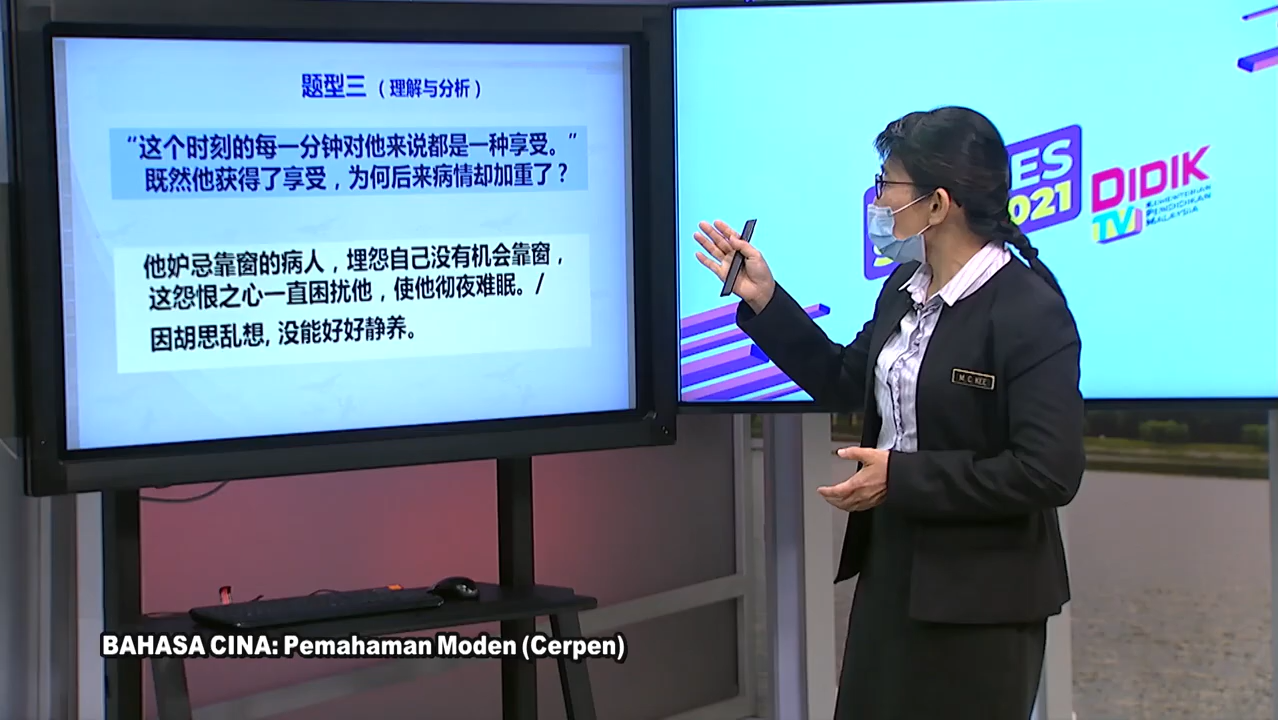 题型三（理解与分析）
“这个时刻的每一分钟对他来说都是一种享受。”
既然他获得了享受，为何后来病情却加重了？
他妒忌靠窗的病人，埋怨自己没有机会靠窗，
这怨恨之心一直困扰他，使他彻夜难眠。/
因胡思乱想, 没能好好静养。
ES
2021
DIDIK
TV
KEMENTERIAN
PENDIDIKAN
MALAYSIA
M. C. KEE
BAHASA CINA: Pemahaman Moden (Cerpen)